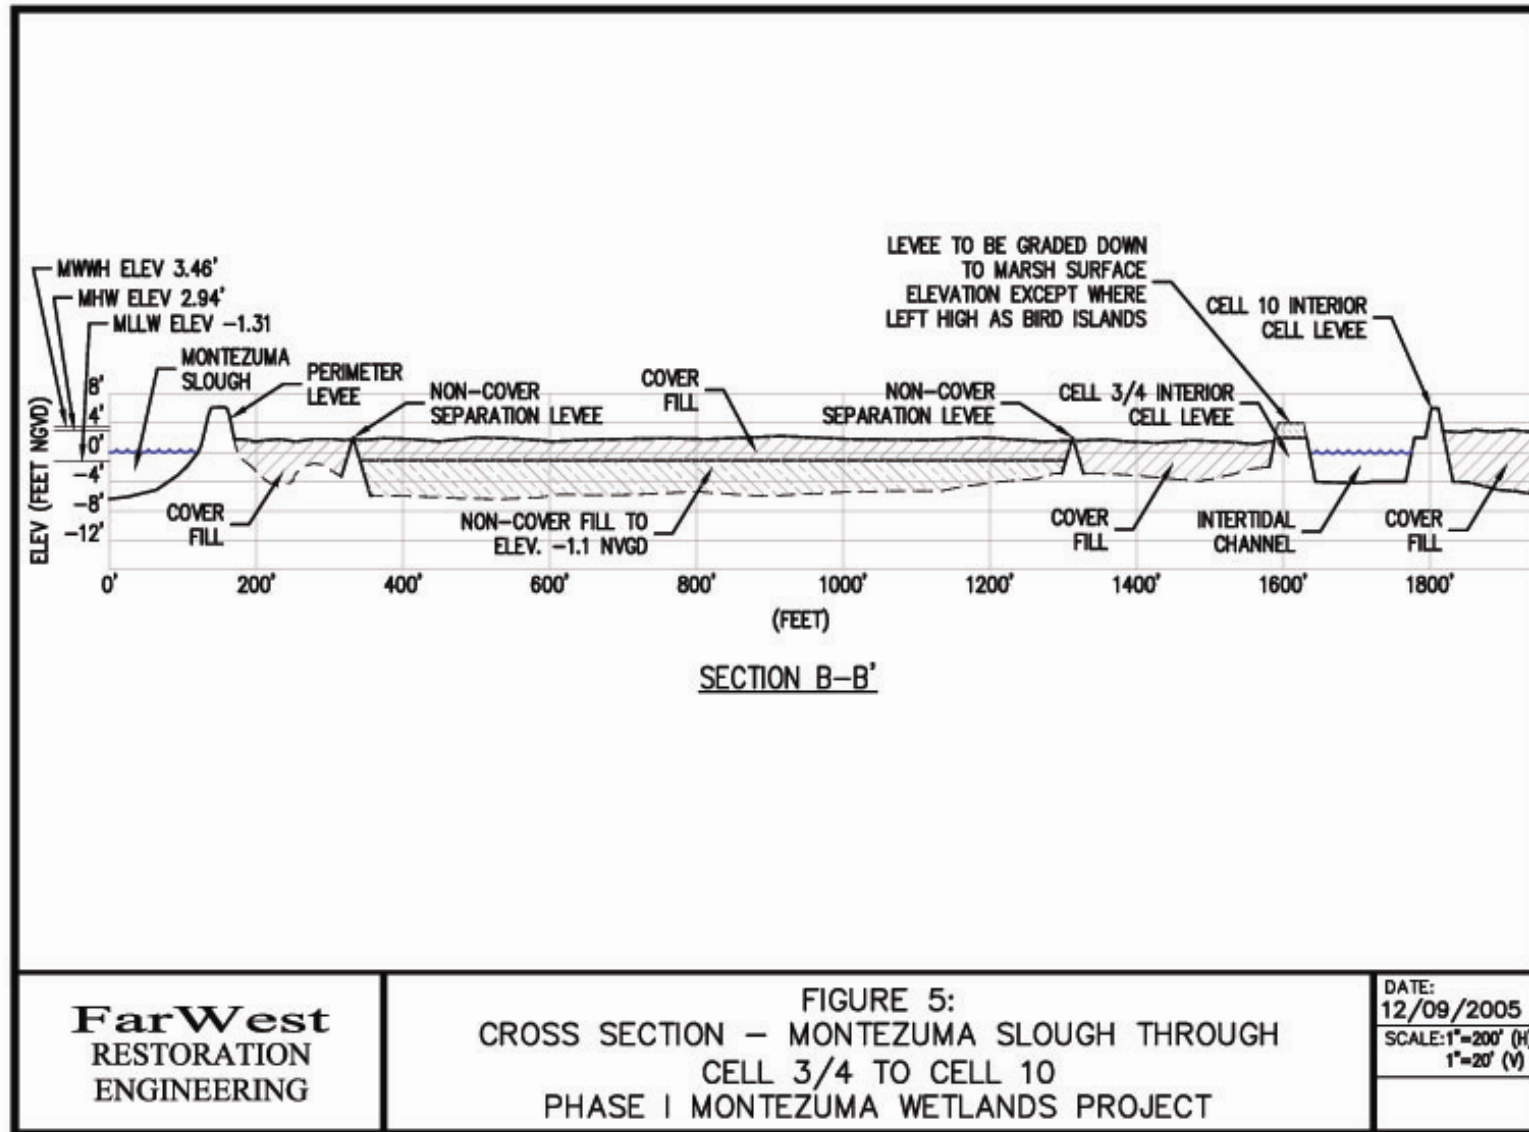 MWWH ELEV 3.46'
MHW ELEV 2.94'
MLLW ELEV -1.31
MONTEZUMA
SLOUGH
PERIMETER
LEVEE
NON-COVER
SEPARATION LEVEE
COVER
FILL
NON-COVER
SEPARATION LEVEE
LEVEE TO BE GRADED DOWN
TO MARSH SURFACE
ELEVATION EXCEPT WHERE
LEFT HIGH AS BIRD ISLANDS
CELL 3/4 INTERIOR
CELL LEVEE
CELL 10 INTERIOR
CELL LEVEE
ELEV (FEET NGVD)
8'
4'
0'
-4'
-8'
-12'
COVER
FILL
NON-COVER FILL TO
ELEV. -1.1 NVGD
COVER
FILL
INTERTIDAL
CHANNEL
COVER
FILL
0' 200' 400' 600' 800' 1000' 1200' 1400' 1600' 1800'
(FEET)
SECTION B-B'
FarWest
RESTORATION
ENGINEERING
FIGURE 5:
CROSS SECTION - MONTEZUMA SLOUGH THROUGH
CELL 3/4 TO CELL 10
PHASE I MONTEZUMA WETLANDS PROJECT
DATE:
12/09/2005
SCALE:1"=200' (H)
1"=20' (V)